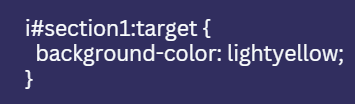 i#section1:target {
  background-color: lightyellow;
}